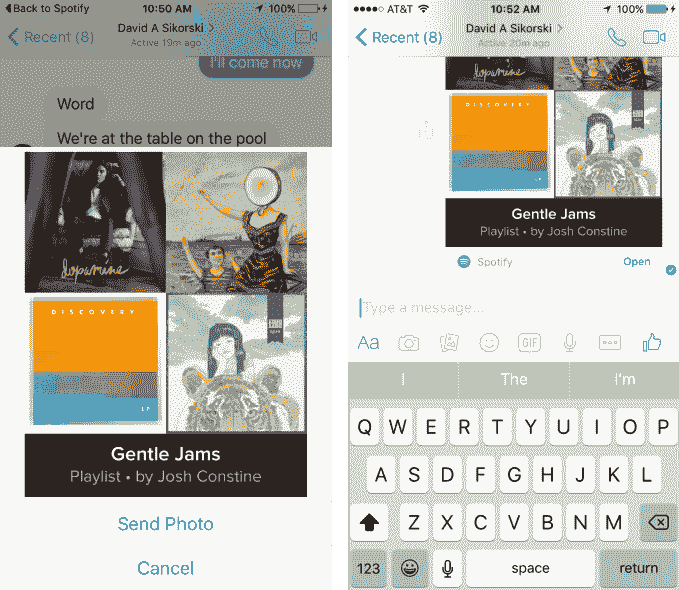 Back to Spotify 10:50 AM 100%
Recent (8) David A Sikorski
Active 19m ago
I'll come now
Word
We're at the table on the pool
dopamine
DISCOVERY
LP
Gentle Jams
Playlist • by Josh Constine
Send Photo
Cancel
AT&T 10:52 AM 100%
Recent (8) David A Sikorski
Active 20m ago
dopamine
DISCOVERY
LP
Gentle Jams
Playlist • by Josh Constine
Spotify Open
Type a message...
Aa GIF
I The I'm
Q W E R T Y U I O P
A S D F G H J K L
Z X C V B N M
123 space return